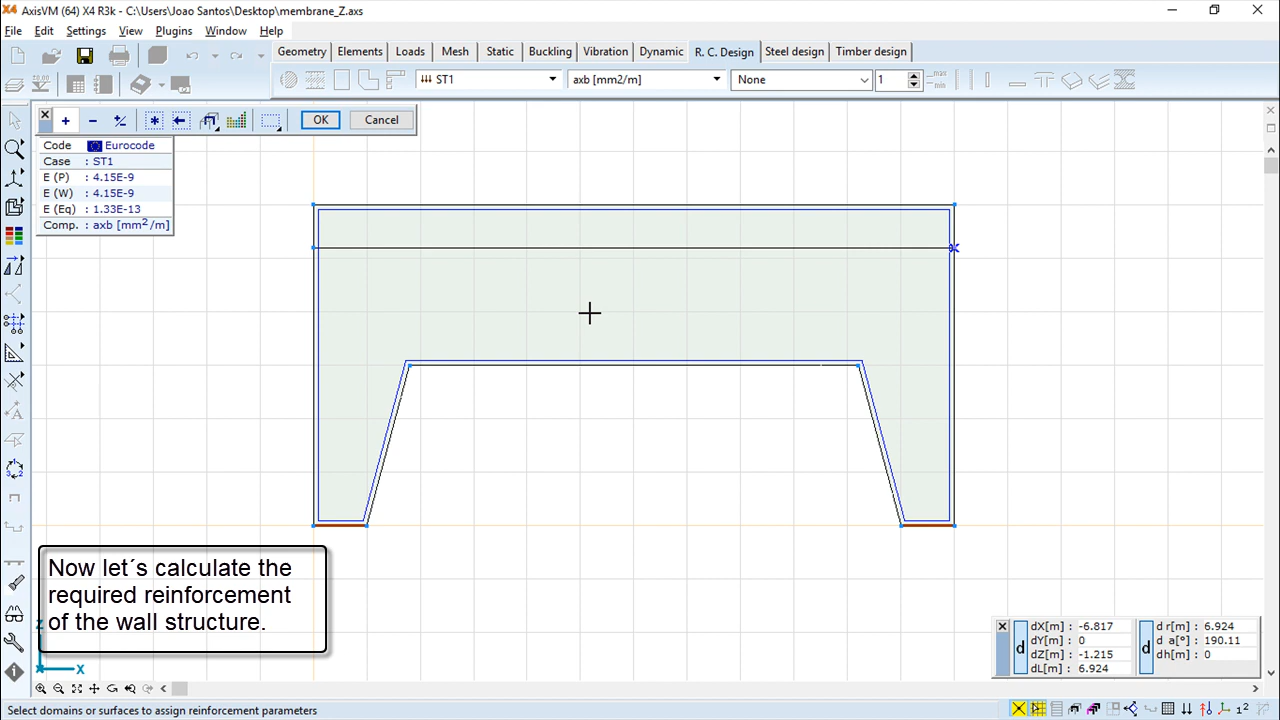 AxisVM (64) X4 R3k - C:\Users\Joao Santos\Desktop\membrane_Z.axs
File Edit Settings View Plugins Window Help
Geometry Elements Loads Mesh Static Buckling Vibration Dynamic R. C. Design Steel design Timber design
ST1 axb [mm2/m] None 1
OK Cancel
Code Eurocode
Case : ST1
E (P) : 4.15E-9
E (W) : 4.15E-9
E (Eq) : 1.33E-13
Comp. : axb [mm²/m]
Now let´s calculate the
required reinforcement
of the wall structure.
Z
X
d
dX[m] : -6.817
dY[m] : 0
dZ[m] : -1.215
dL[m] : 6.924
d
d r[m] : 6.924
d a[°] : 190.11
dh[m] : 0
Select domains or surfaces to assign reinforcement parameters